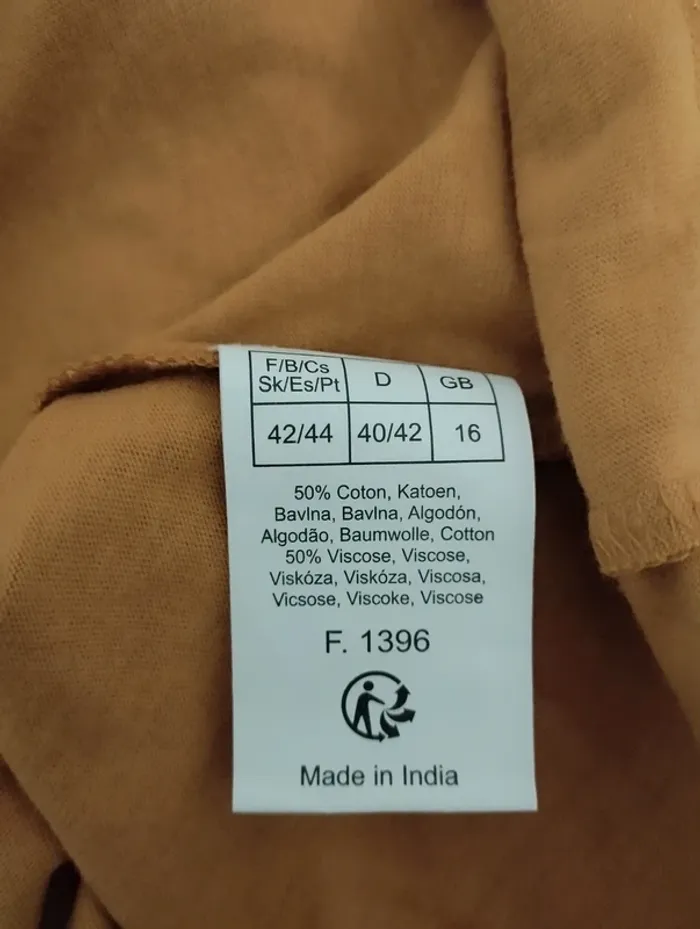 F/B/Cs
Sk/Es/Pt
D
GB
42/44
40/42
16
50% Coton, Katoen,
Bavlna, Bavlna, Algodón,
Algodão, Baumwolle, Cotton
50% Viscose, Viscose,
Viskóza, Viskóza, Viscosa,
Vicsose, Viscoke, Viscose
F. 1396
Made in India